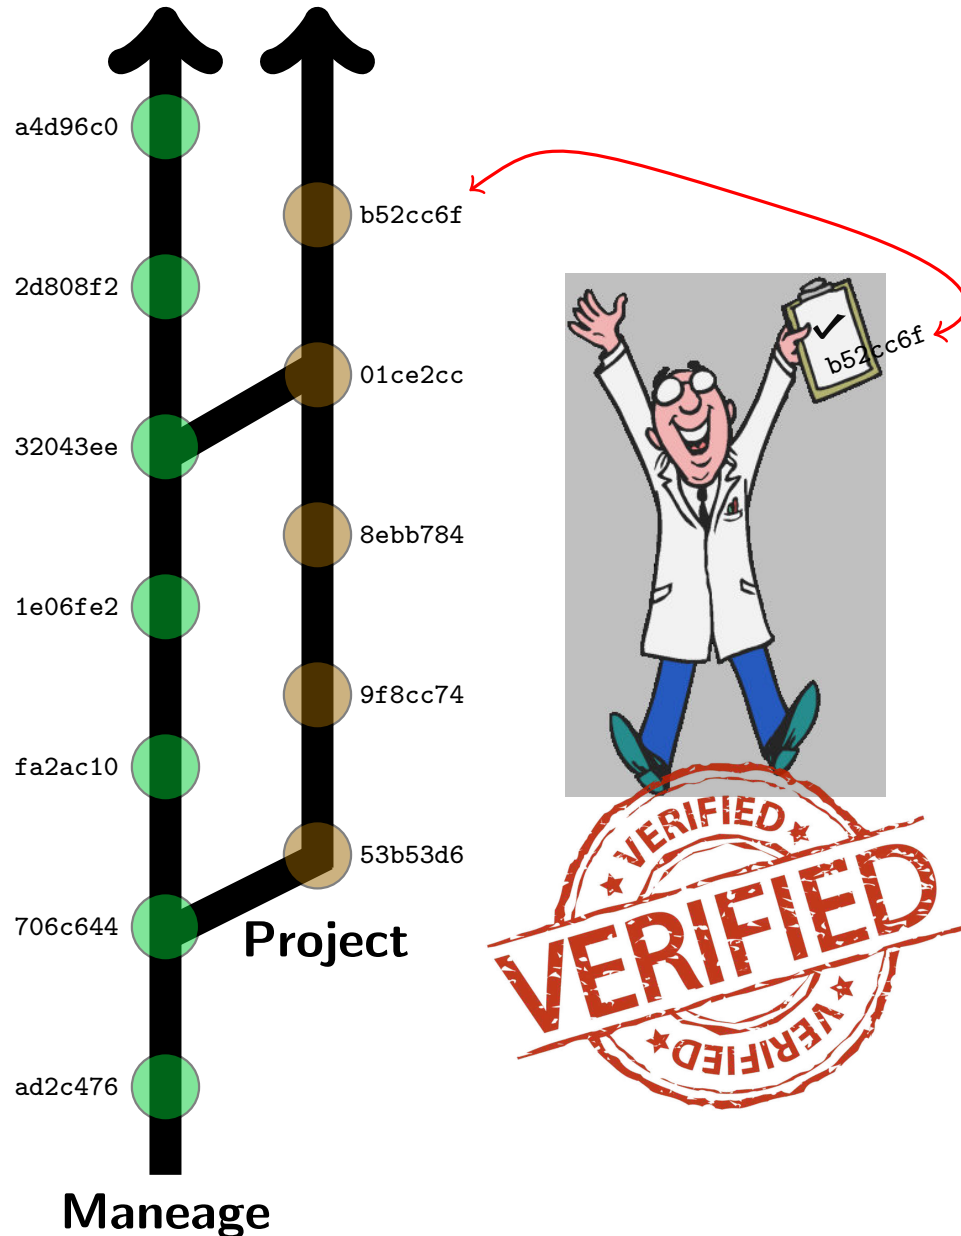 a4d96c0
b52cc6f
2d808f2
b52cc6f
01ce2cc
32043ee
8ebb784
1e06fe2
9f8cc74
fa2ac10
VERIFIED
53b53d6
VERIFIED
706c644
Project
VERIFIED
ad2c476
Maneage